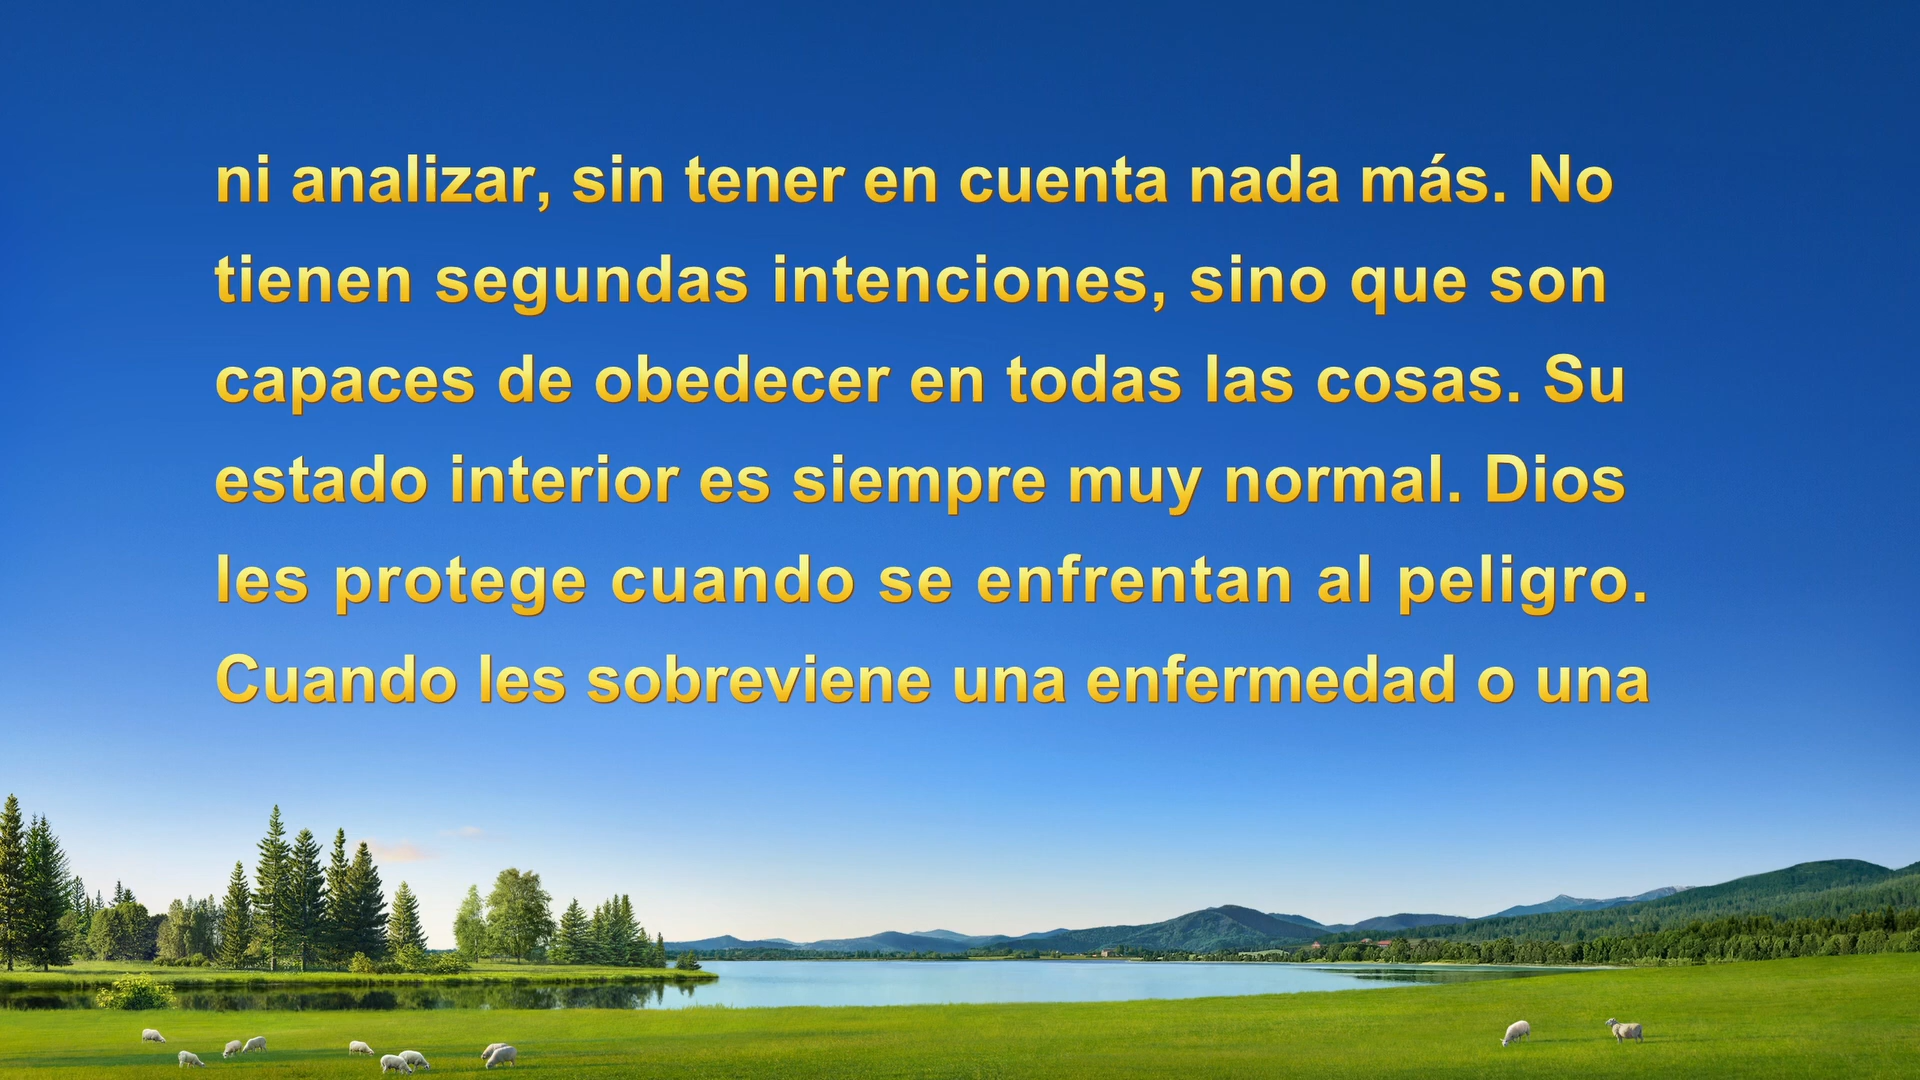 ni analizar, sin tener en cuenta nada más. No
tienen segundas intenciones, sino que son
capaces de obedecer en todas las cosas. Su
estado interior es siempre muy normal. Dios
les protege cuando se enfrentan al peligro.
Cuando les sobreviene una enfermedad o una